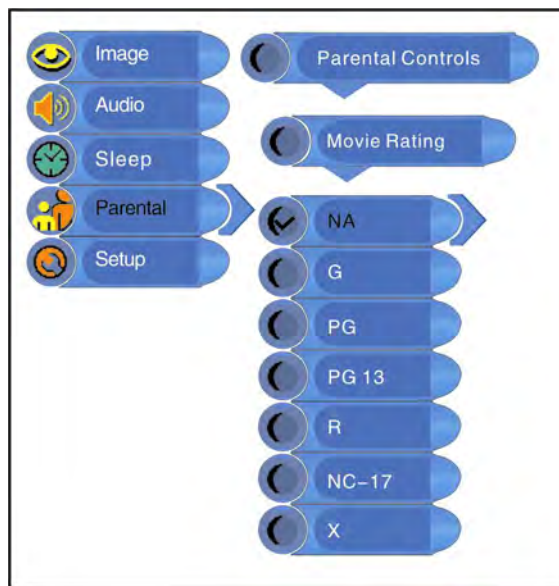 Image
Audio
Sleep
Parental
Setup
Parental Controls
Movie Rating
NA
G
PG
PG 13
R
NC-17
X